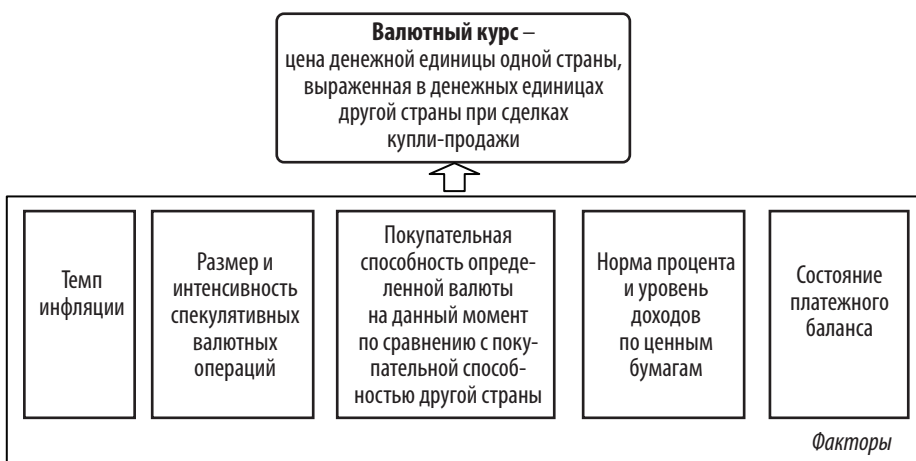 Валютный курс –
цена денежной единицы одной страны,
выраженная в денежных единицах
другой страны при сделках
купли-продажи
Темп
инфляции
Размер и
интенсивность
спекулятивных
валютных
операций
Покупательная
способность опреде-
ленной валюты
на данный момент
по сравнению с поку-
пательной способ-
ностью другой страны
Норма процента
и уровень
доходов
по ценным
бумагам
Состояние
платежного
баланса
Факторы